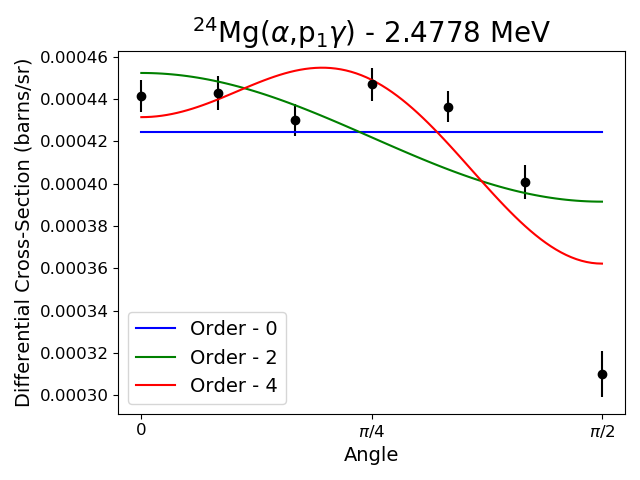 ²⁴Mg(α,p₁γ) - 2.4778 MeV
Differential Cross-Section (barns/sr)
0.00046
0.00044
0.00042
0.00040
0.00038
0.00036
0.00034
0.00032
0.00030
Order - 0
Order - 2
Order - 4
0 π/4 π/2
Angle